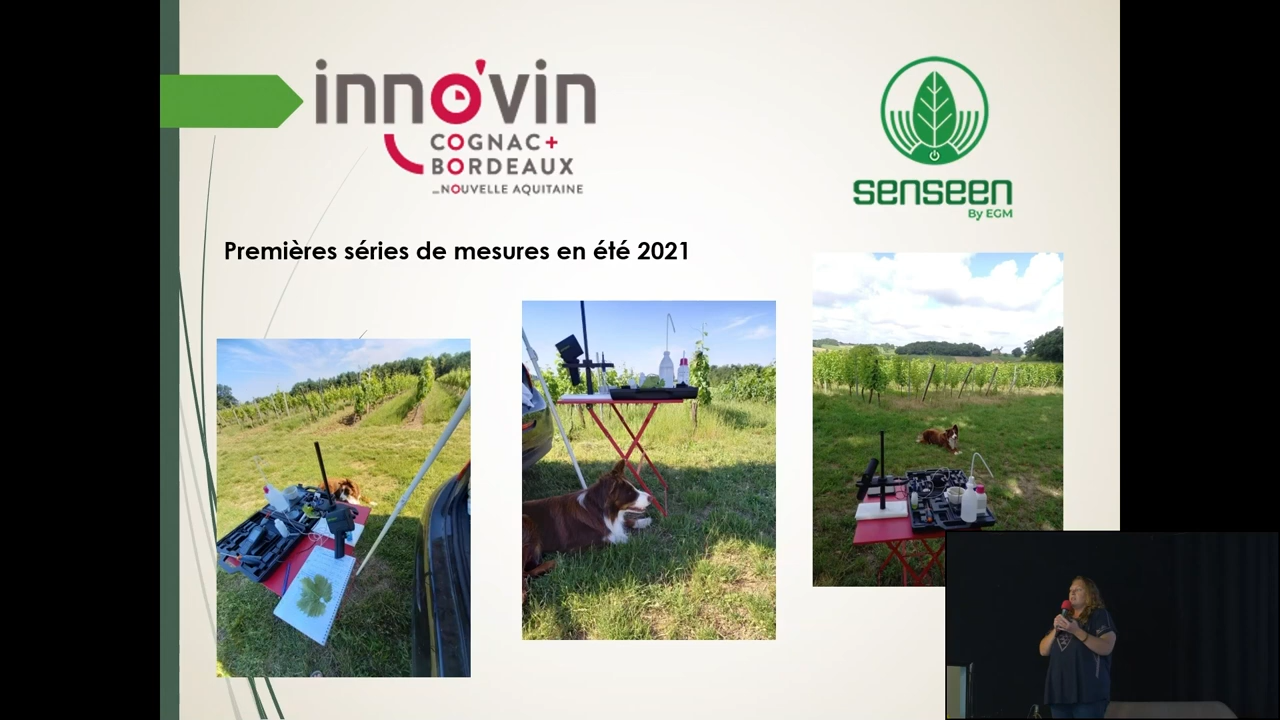 inno'vin
COGNAC+
BORDEAUX
...NOUVELLE AQUITAINE
senseen
By EGM
Premières séries de mesures en été 2021